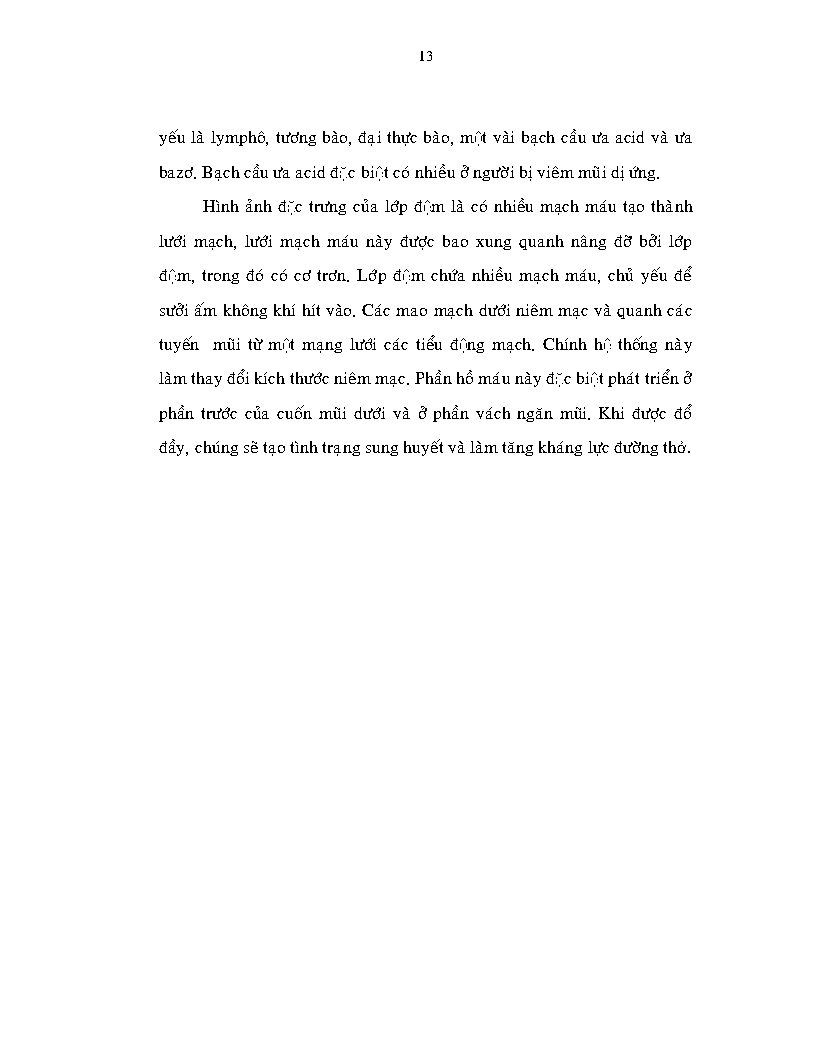 13
yếu là lymphô, tương bào, đại thực bào, một vài bạch cầu ưa acid và ưa
bazơ. Bạch cầu ưa acid đặc biệt có nhiều ở người bị viêm mũi dị ứng.
Hình ảnh đặc trưng của lớp đệm là có nhiều mạch máu tạo thành
lưới mạch, lưới mạch máu này được bao xung quanh nâng đỡ bởi lớp
đệm, trong đó có cơ trơn. Lớp đệm chứa nhiều mạch máu, chủ yếu để
sưởi ấm không khí hít vào. Các mao mạch dưới niêm mạc và quanh các
tuyến mũi từ một mạng lưới các tiểu động mạch. Chính hệ thống này
làm thay đổi kích thước niêm mạc. Phần hồ máu này đặc biệt phát triển ở
phần trước của cuốn mũi dưới và ở phần vách ngăn mũi. Khi được đổ
đầy, chúng sẽ tạo tình trạng sung huyết và làm tăng kháng lực đường thở.